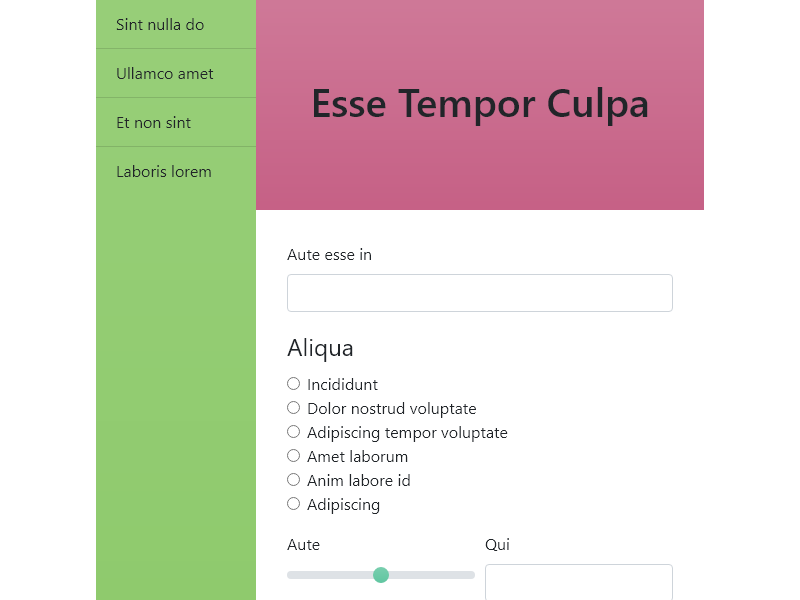 Sint nulla do
Ullamco amet
Et non sint
Laboris lorem
Esse Tempor Culpa
Aute esse in
Aliqua
Incididunt
Dolor nostrud voluptate
Adipiscing tempor voluptate
Amet laborum
Anim labore id
Adipiscing
Aute
Qui